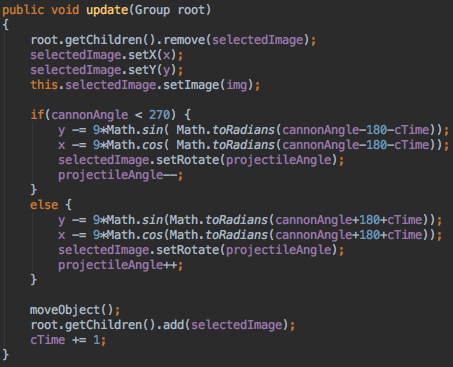 public void update(Group root)
{
root.getChildren().remove(selectedImage);
selectedImage.setX(x);
selectedImage.setY(y);
this.selectedImage.setImage(img);
if(cannonAngle < 270) {
y -= 9*Math.sin( Math.toRadians(cannonAngle-180-cTime));
x -= 9*Math.cos( Math.toRadians(cannonAngle-180-cTime));
selectedImage.setRotate(projectileAngle);
projectileAngle--;
}
else {
y -= 9*Math.sin(Math.toRadians(cannonAngle+180+cTime));
x -= 9*Math.cos(Math.toRadians(cannonAngle+180+cTime));
selectedImage.setRotate(projectileAngle);
projectileAngle++;
}
moveObject();
root.getChildren().add(selectedImage);
cTime += 1;
}